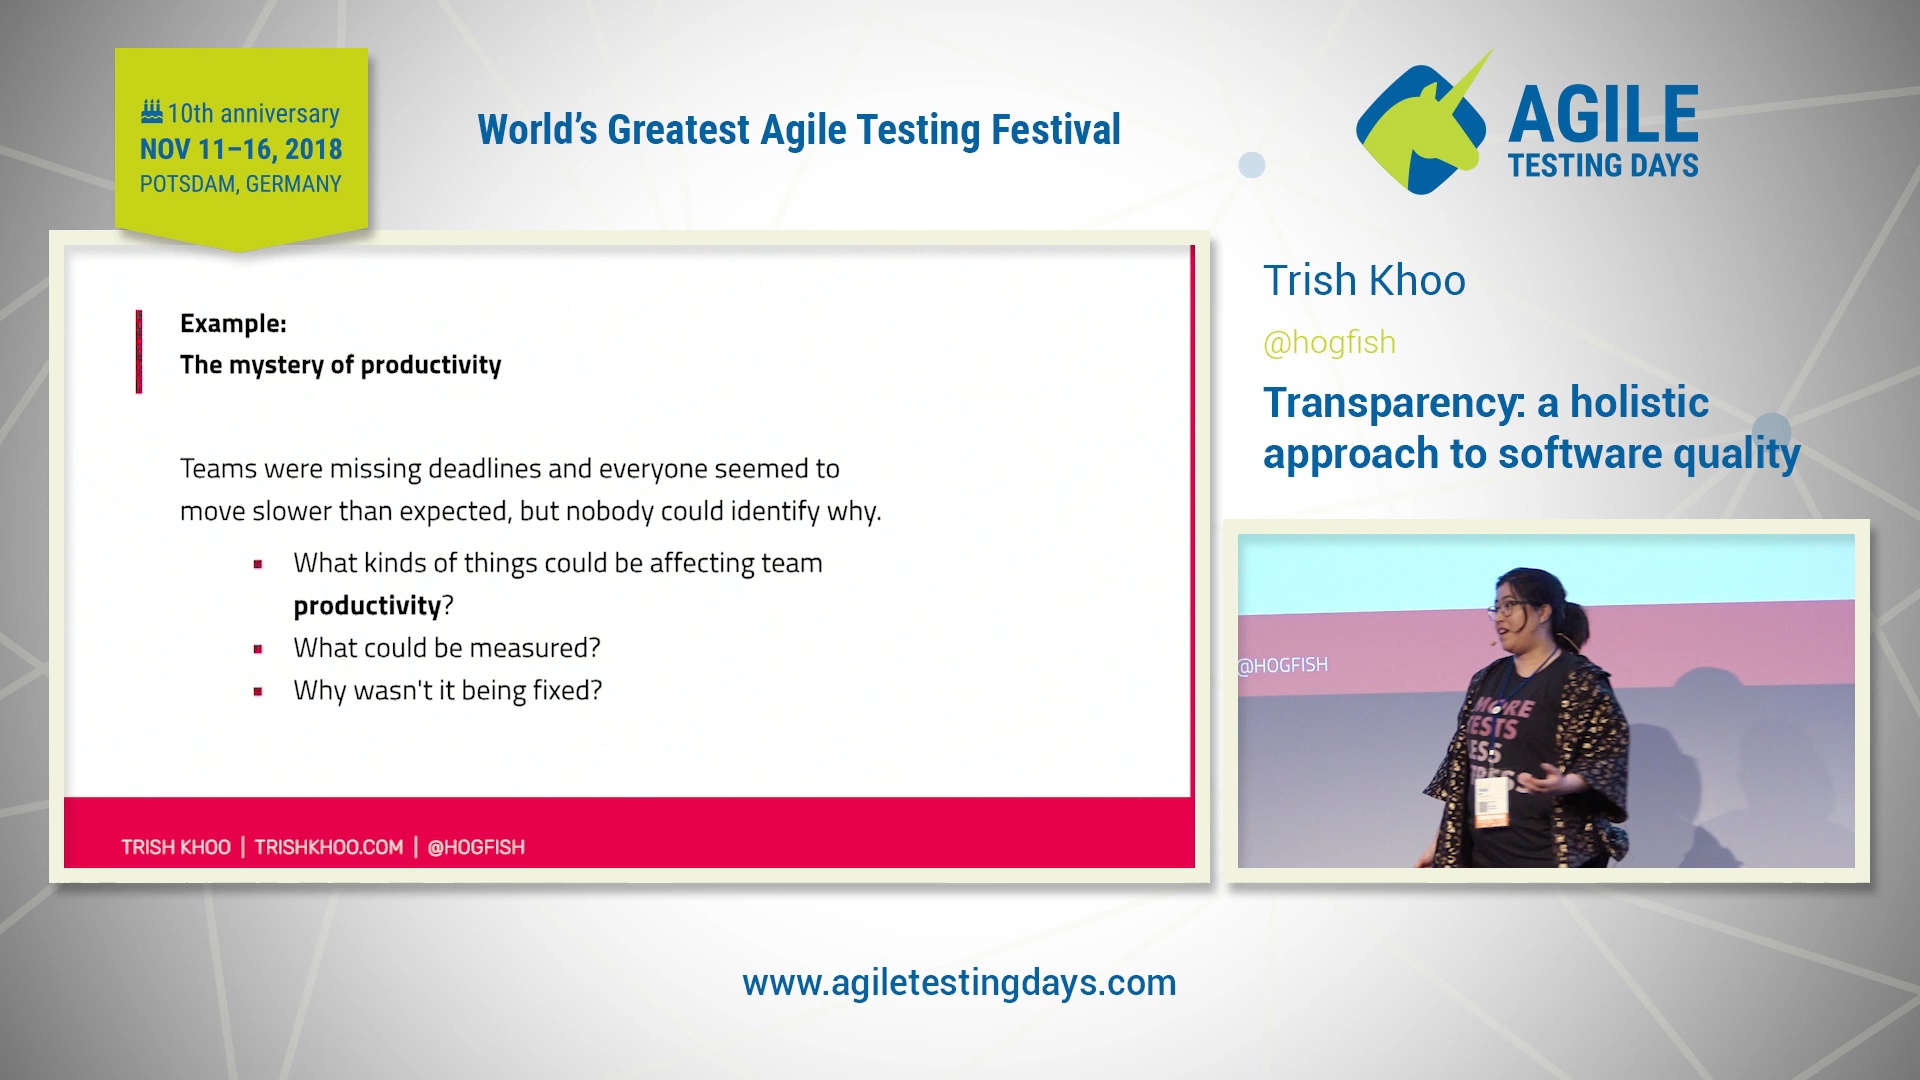 10th anniversary
NOV 11–16, 2018
POTSDAM, GERMANY
World's Greatest Agile Testing Festival
AGILE
TESTING DAYS
Example:
The mystery of productivity
Teams were missing deadlines and everyone seemed to
move slower than expected, but nobody could identify why.
▪ What kinds of things could be affecting team
productivity?
▪ What could be measured?
▪ Why wasn't it being fixed?
TRISH KHOO | TRISHKHOO.COM | @HOGFISH
Trish Khoo
@hogfish
Transparency: a holistic
approach to software quality
@HOGFISH
MORE
TESTS
LESS
www.agiletestingdays.com